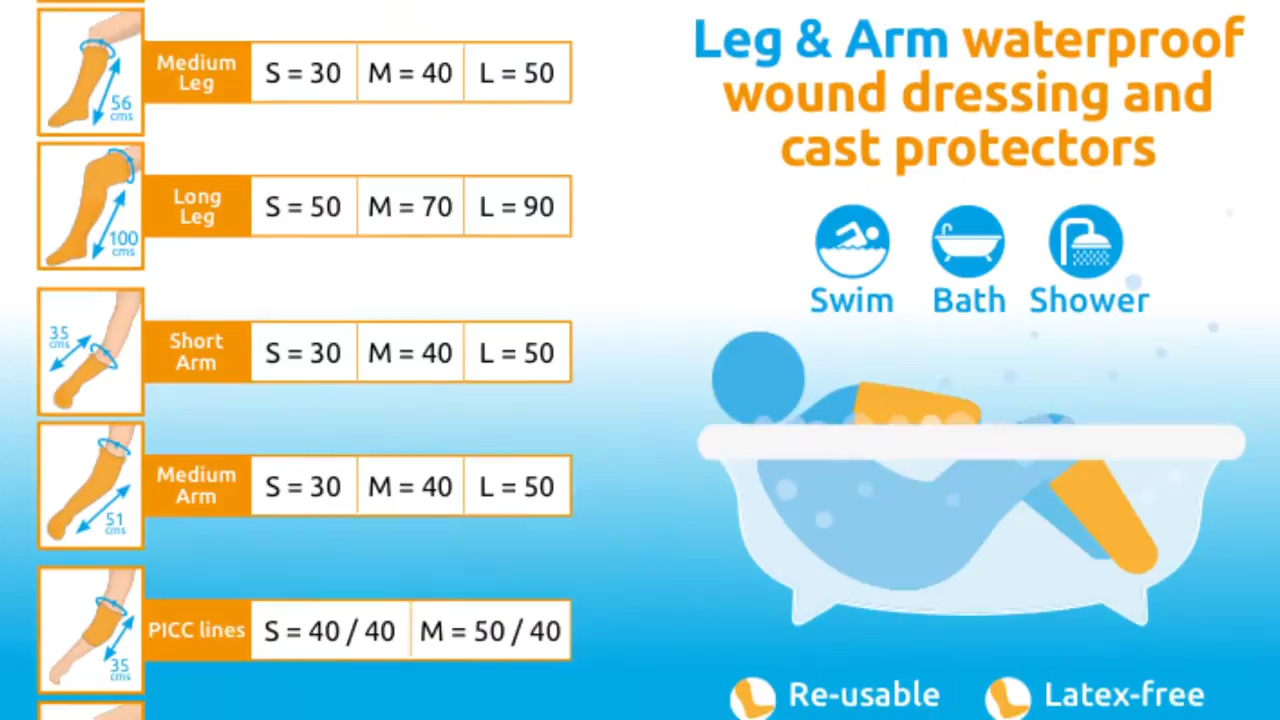 56
cms
Medium
Leg
S = 30
M = 40
L = 50
100
cms
Long
Leg
S = 50
M = 70
L = 90
35
cms
Short
Arm
S = 30
M = 40
L = 50
51
cms
Medium
Arm
S = 30
M = 40
L = 50
35
cms
PICC lines
S = 40 / 40
M = 50 / 40
Leg & Arm waterproof
wound dressing and
cast protectors
Swim
Bath
Shower
Re-usable
Latex-free